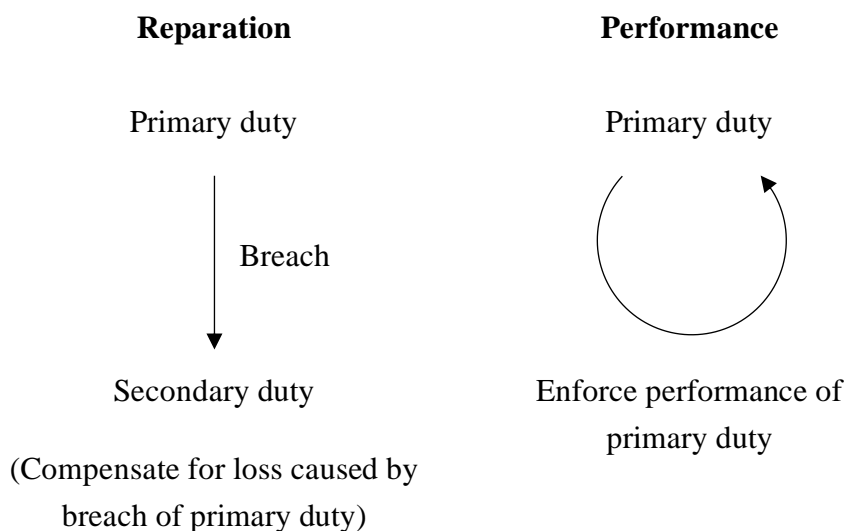 Reparation
Primary duty
Breach
Secondary duty
(Compensate for loss caused by
breach of primary duty)
Performance
Primary duty
Enforce performance of
primary duty